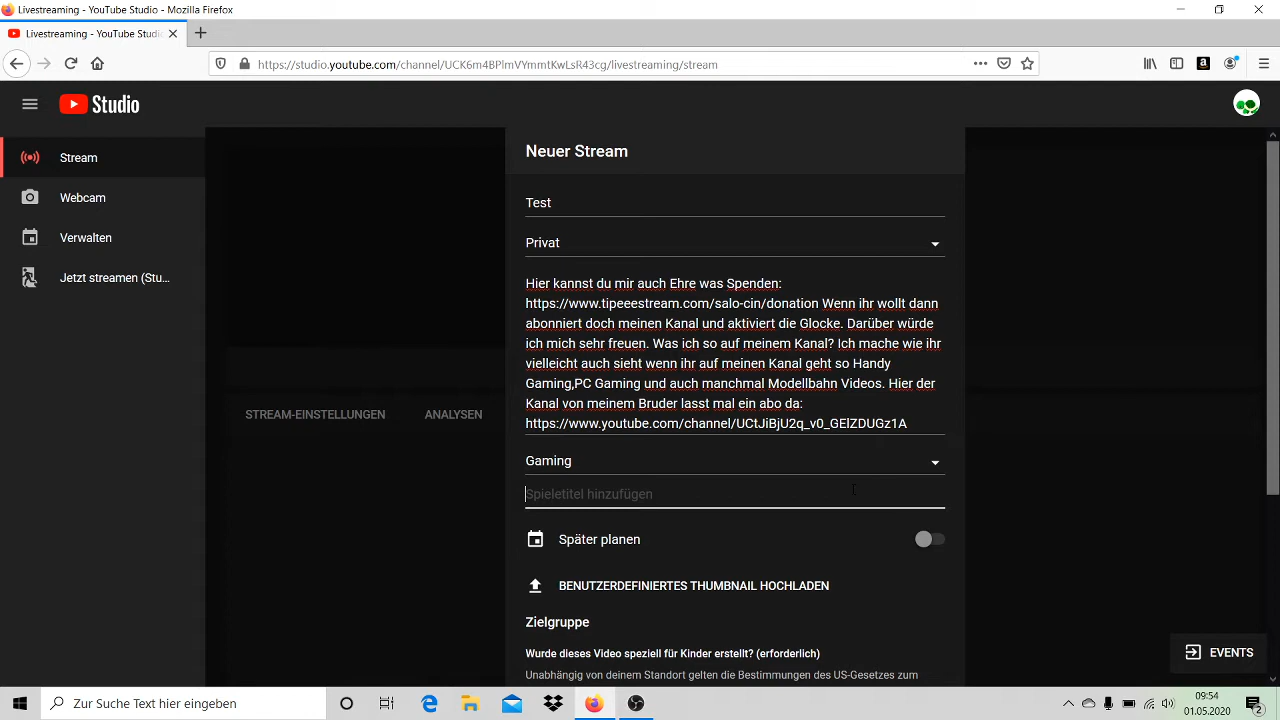 Livestreaming - YouTube Studio - Mozilla Firefox
Livestreaming - YouTube Studi
https://studio.youtube.com/channel/UCK6m4BPlmVYmmtKwLsR43cg/livestreaming/stream
Studio
Stream
Webcam
Verwalten
Jetzt streamen (Stu...
Neuer Stream
Test
Privat
Hier kannst du mir auch Ehre was Spenden:
https://www.tipeeestream.com/salo-cin/donation Wenn ihr wollt dann
abonniert doch meinen Kanal und aktiviert die Glocke. Darüber würde
ich mich sehr freuen. Was ich so auf meinem Kanal? Ich mache wie ihr
vielleicht auch sieht wenn ihr auf meinen Kanal geht so Handy
Gaming,PC Gaming und auch manchmal Modellbahn Videos. Hier der
Kanal von meinem Bruder lasst mal ein abo da:
https://www.youtube.com/channel/UCtJiBjU2q_v0_GElZDUGz1A
STREAM-EINSTELLUNGEN
ANALYSEN
Gaming
Spieletitel hinzufügen
Später planen
BENUTZERDEFINIERTES THUMBNAIL HOCHLADEN
Zielgruppe
Wurde dieses Video speziell für Kinder erstellt? (erforderlich)
Unabhängig von deinem Standort gelten die Bestimmungen des US-Gesetzes zum
EVENTS
Zur Suche Text hier eingeben
09:54
01.05.2020
2